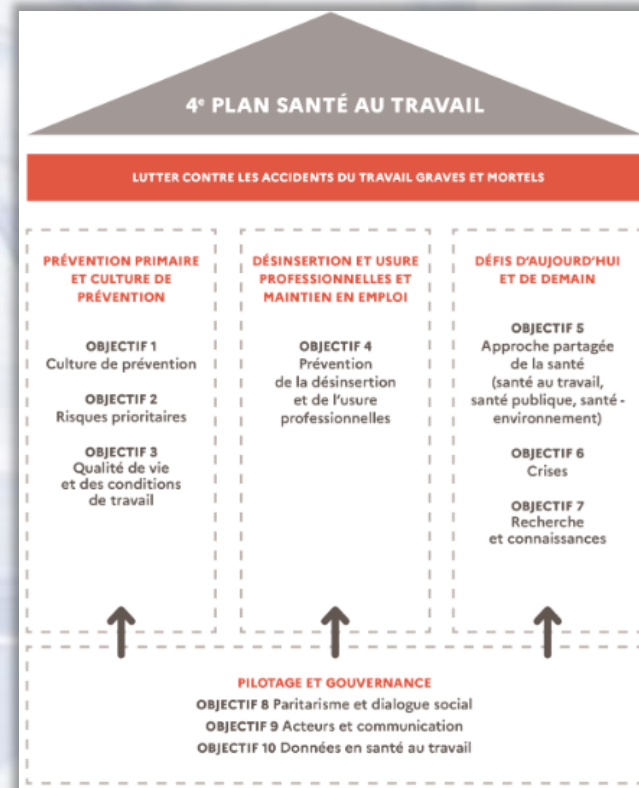 4e PLAN SANTÉ AU TRAVAIL
LUTTER CONTRE LES ACCIDENTS DU TRAVAIL GRAVES ET MORTELS
PRÉVENTION PRIMAIRE
ET CULTURE DE
PRÉVENTION
OBJECTIF 1
Culture de prévention
OBJECTIF 2
Risques prioritaires
OBJECTIF 3
Qualité de vie
et des conditions
de travail
DÉSINSERTION ET USURE
PROFESSIONNELLES ET
MAINTIEN EN EMPLOI
OBJECTIF 4
Prévention
de la désinsertion
et de l'usure
professionnelles
DÉFIS D'AUJOURD'HUI
ET DE DEMAIN
OBJECTIF 5
Approche partagée
de la santé
(santé au travail,
santé publique, santé -
environnement)
OBJECTIF 6
Crises
OBJECTIF 7
Recherche
et connaissances
PILOTAGE ET GOUVERNANCE
OBJECTIF 8 Paritarisme et dialogue social
OBJECTIF 9 Acteurs et communication
OBJECTIF 10 Données en santé au travail